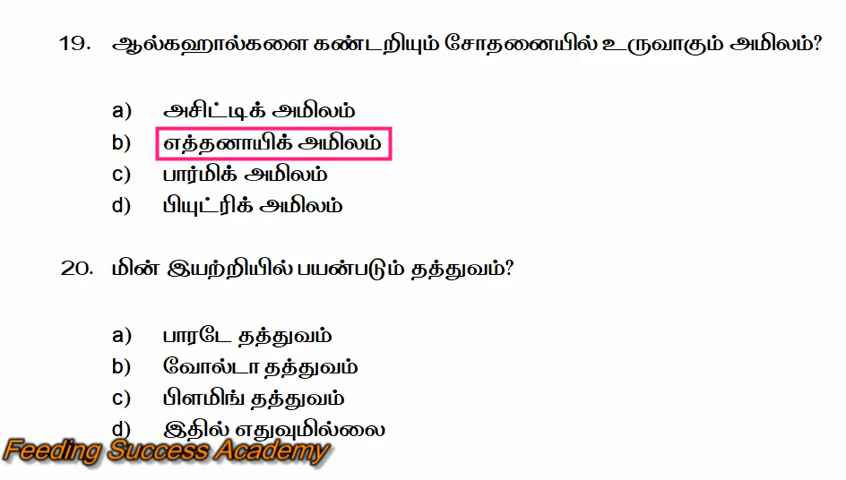 19. ஆல்கஹால்களை கண்டறியும் சோதனையில் உருவாகும் அமிலம்?
a) அசிட்டிக் அமிலம்
b) எத்தனாயிக் அமிலம்
c) பார்மிக் அமிலம்
d) பியுட்ரிக் அமிலம்
20. மின் இயற்றியில் பயன்படும் தத்துவம்?
a) பாரடே தத்துவம்
b) வோல்டா தத்துவம்
c) பிளமிங் தத்துவம்
d) இதில் எதுவுமில்லை
Feeding Success Academy